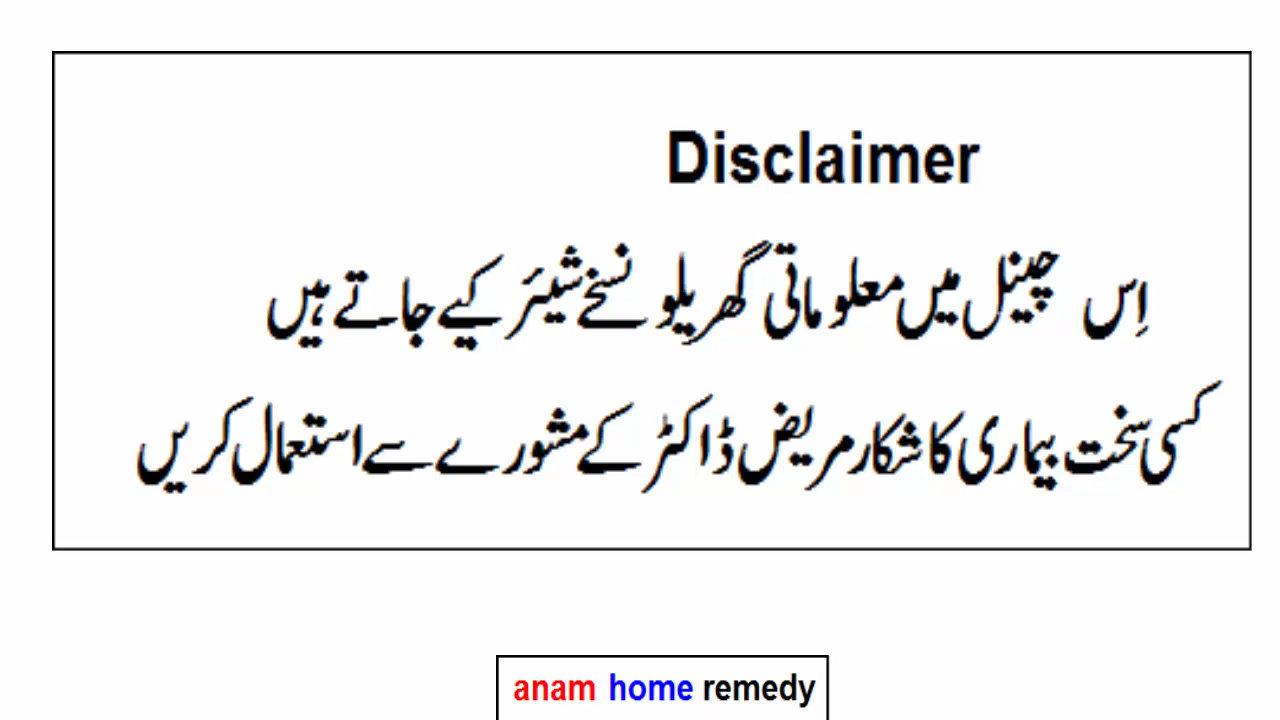 Disclaimer
اِس چینل میں معلوماتی گھریلو نسخے شیئر کیے جاتے ہیں
کسی سخت بیماری کا شکار مریض ڈاکٹر کے مشورے سے استعمال کریں
anam home remedy